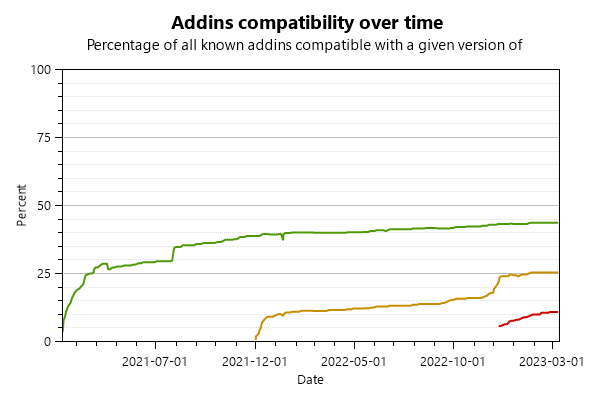 Addins compatibility over time
Percentage of all known addins compatible with a given version of
100
75
50
25
0
Percent
2021-07-01
2021-12-01
2022-05-01
2022-10-01
2023-03-01
Date